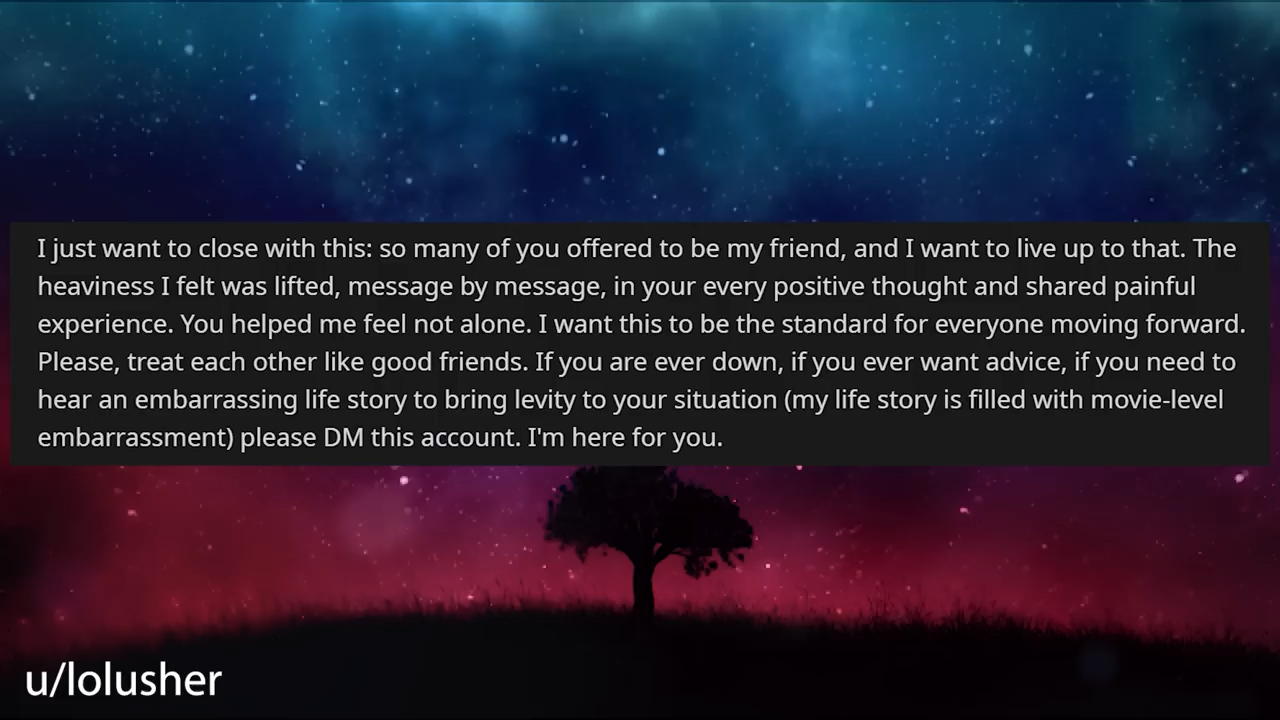 I just want to close with this: so many of you offered to be my friend, and I want to live up to that. The
heaviness I felt was lifted, message by message, in your every positive thought and shared painful
experience. You helped me feel not alone. I want this to be the standard for everyone moving forward.
Please, treat each other like good friends. If you are ever down, if you ever want advice, if you need to
hear an embarrassing life story to bring levity to your situation (my life story is filled with movie-level
embarrassment) please DM this account. I'm here for you.
u/lolusher